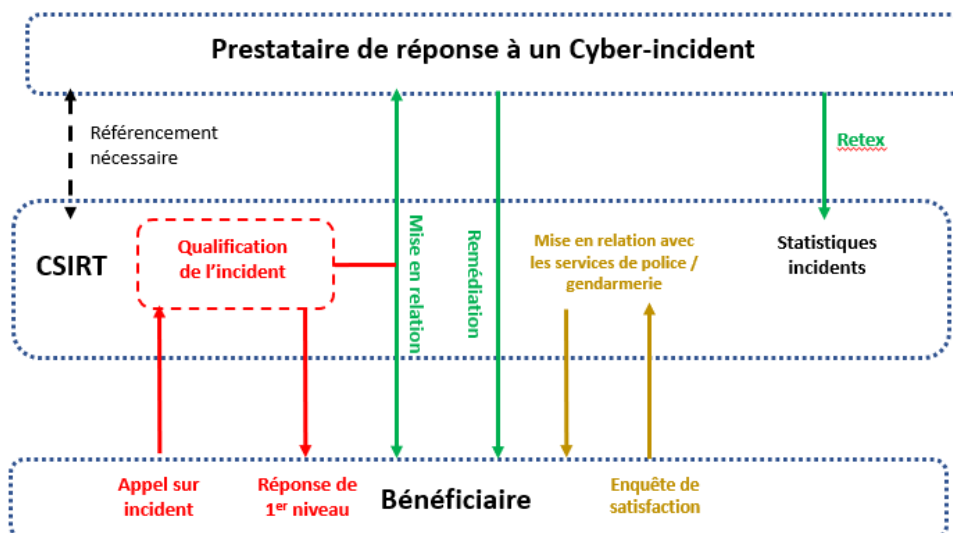 Prestataire de réponse à un Cyber-incident
Référencement
nécessaire
Retex
CSIRT
Qualification
de l'incident
Mise en relation
Remédiation
Mise en relation avec
les services de police /
gendarmerie
Statistiques
incidents
Appel sur
incident
Réponse de
1er niveau
Bénéficiaire
Enquête de
satisfaction